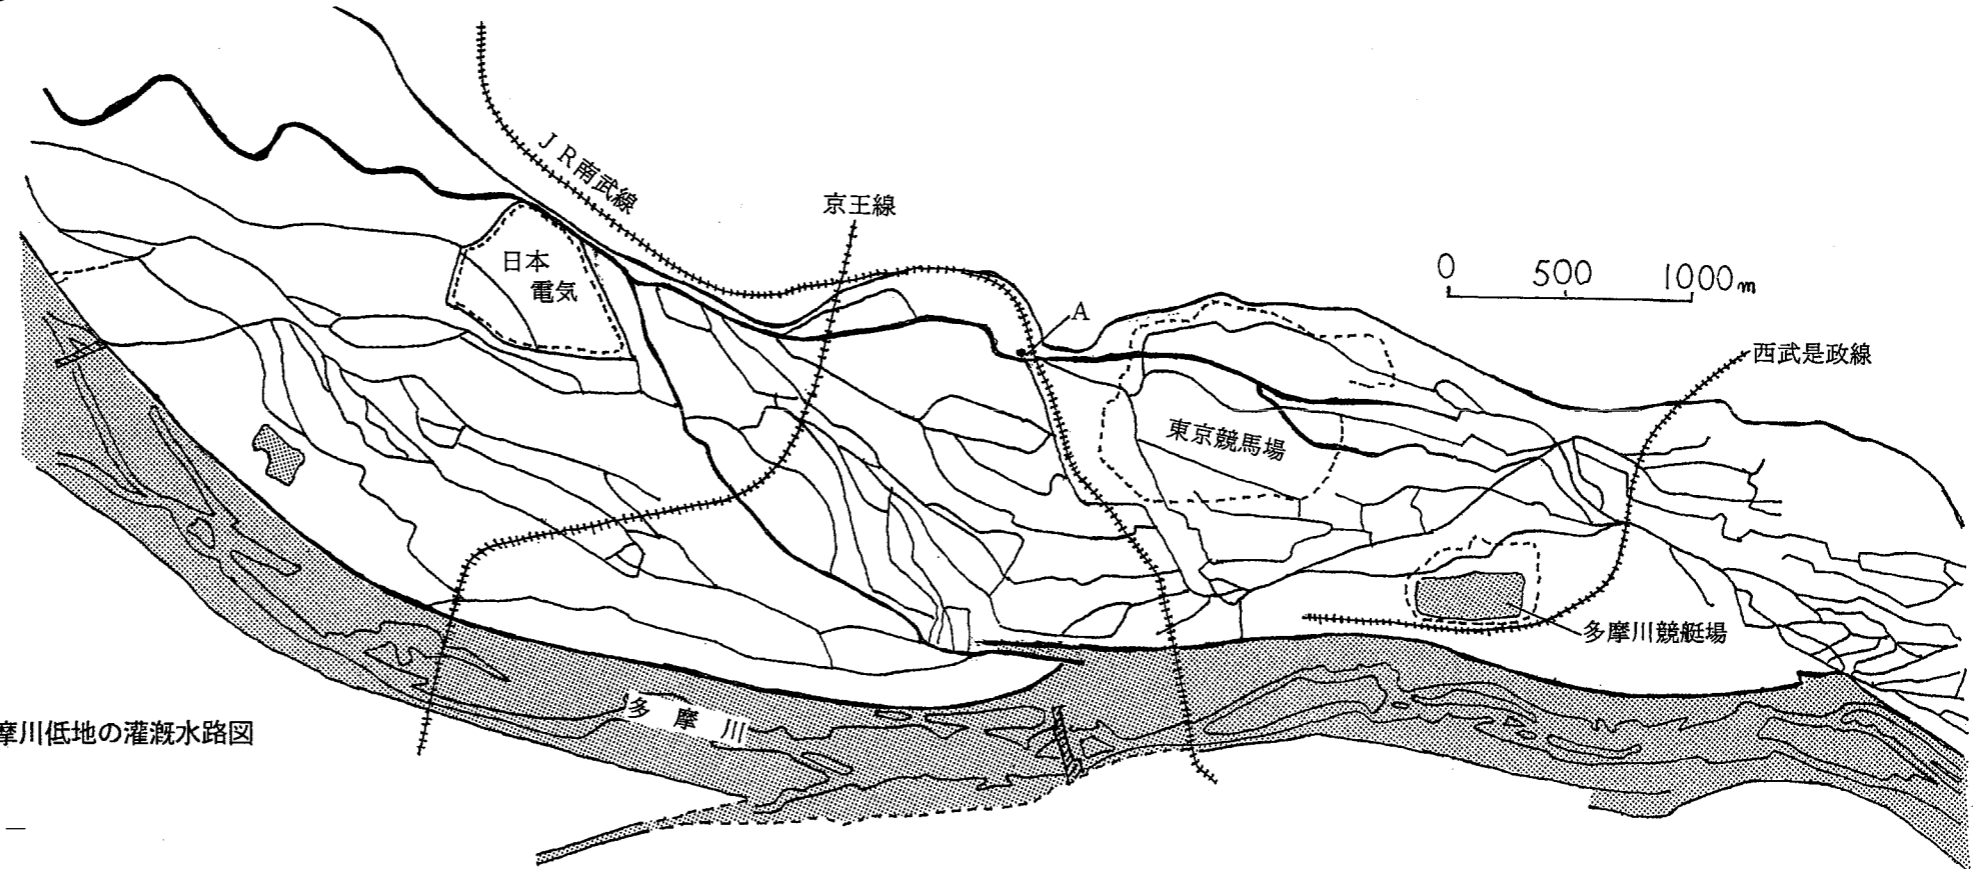 JR南武線
京王線
日本
電気
A
0 500 1000m
西武是政線
東京競馬場
多摩川競艇場
多摩川
摩川低地の灌漑水路図